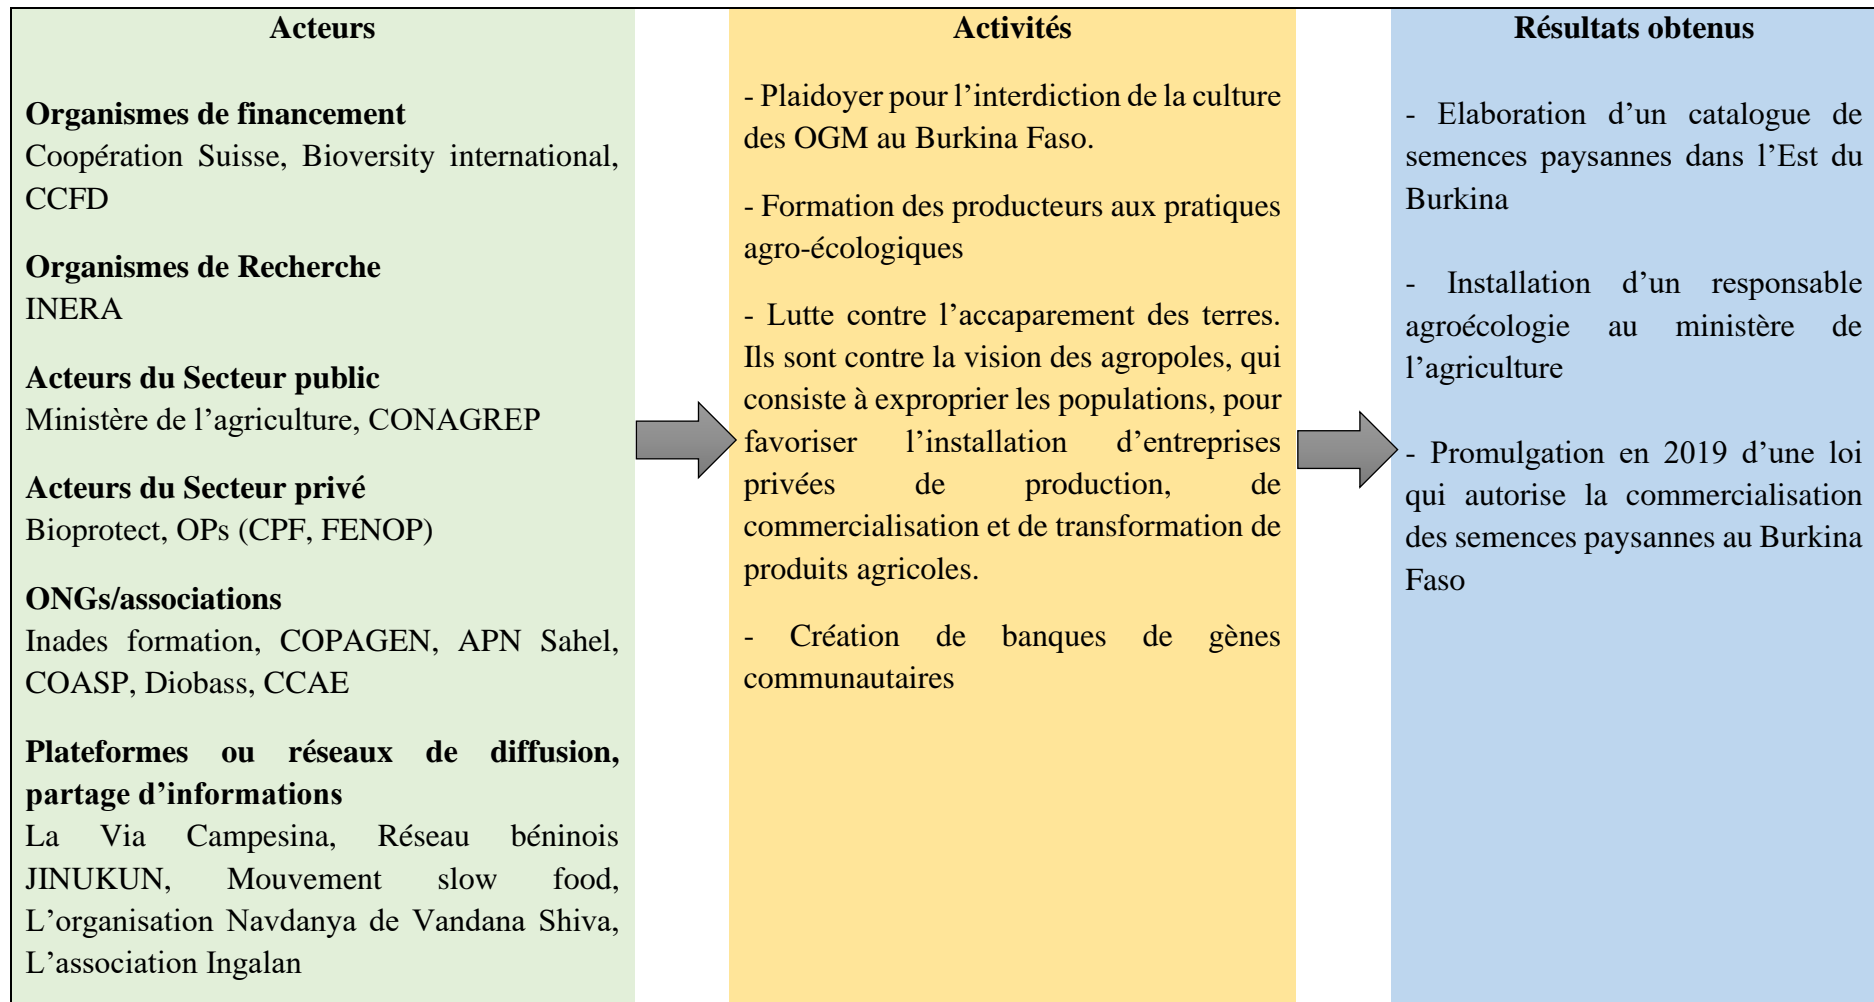 Acteurs
Organismes de financement
Coopération Suisse, Bioversity international,
CCFD
Organismes de Recherche
INERA
Acteurs du Secteur public
Ministère de l’agriculture, CONAGREP
Acteurs du Secteur privé
Bioprotect, OPs (CPF, FENOP)
ONGs/associations
Inades formation, COPAGEN, APN Sahel,
COASP, Diobass, CCAE
Plateformes ou réseaux de diffusion,
partage d’informations
La Via Campesina, Réseau béninois
JINUKUN, Mouvement slow food,
L’organisation Navdanya de Vandana Shiva,
L’association Ingalan
Activités
- Plaidoyer pour l’interdiction de la culture
des OGM au Burkina Faso.
- Formation des producteurs aux pratiques
agro-écologiques
- Lutte contre l’accaparement des terres.
Ils sont contre la vision des agropoles, qui
consiste à exproprier les populations, pour
favoriser l’installation d’entreprises
privées de production, de
commercialisation et de transformation de
produits agricoles.
- Création de banques de gènes
communautaires
Résultats obtenus
- Elaboration d’un catalogue de
semences paysannes dans l’Est du
Burkina
- Installation d’un responsable
agroécologie au ministère de
l’agriculture
- Promulgation en 2019 d’une loi
qui autorise la commercialisation
des semences paysannes au Burkina
Faso